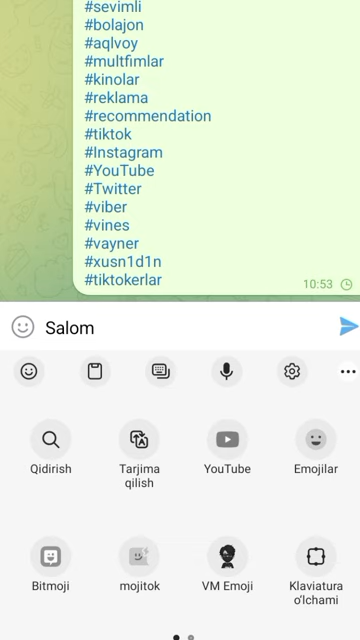 #sevimli
#bolajon
#aqlvoy
#multfimlar
#kinolar
#reklama
#recommendation
#tiktok
#Instagram
#YouTube
#Twitter
#viber
#vines
#vayner
#xusn1d1n
#tiktokerlar
10:53
Salom
Qidirish
Tarjima qilish
YouTube
Emojilar
Bitmoji
mojitok
VM Emoji
Klaviatura o'lchami